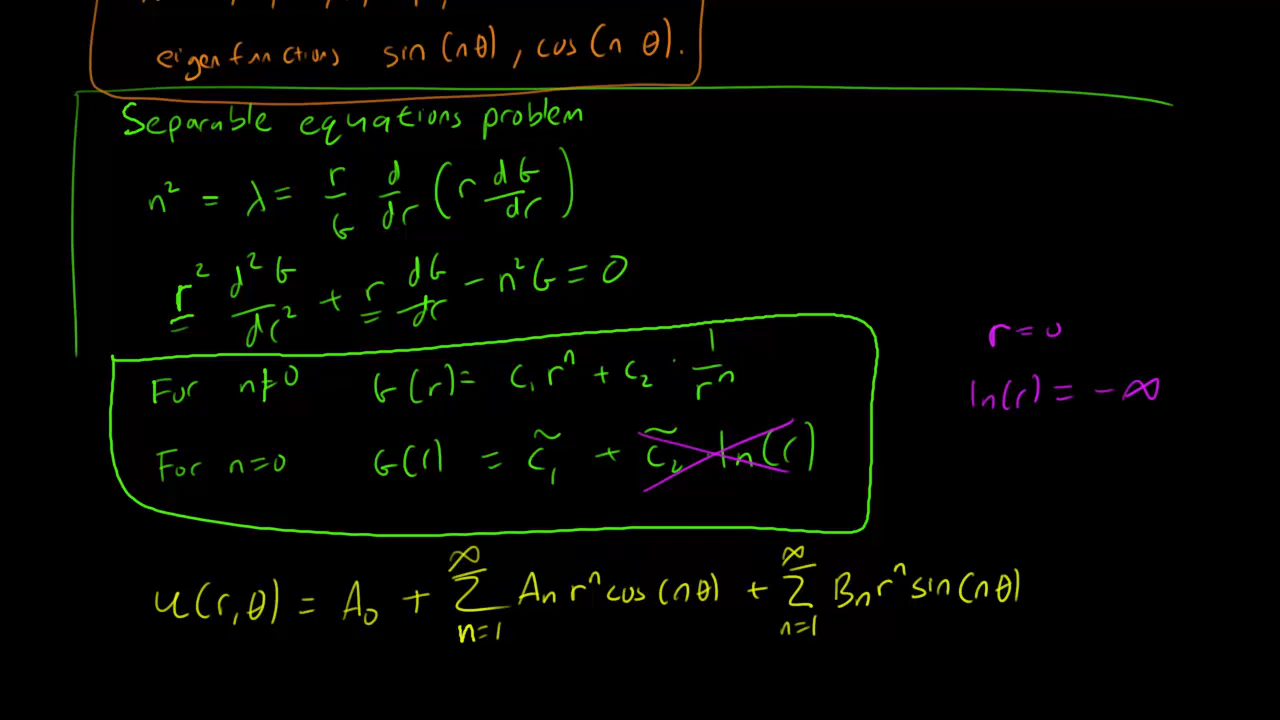 eigenfunctions sin(nθ), cos(nθ).
Separable equations problem
n² = λ = r/G d/dr (r dG/dr)
r² d²G/dr² + r dG/dr - n²G = 0
For n≠0 G(r) = c₁rⁿ + c₂ · 1/rⁿ
r = 0
For n=0 G(r) = c̃₁ + c̃₂ ln(r)
ln(r) = -∞
u(r,θ) = A₀ + ∑_{n=1}^{∞} Aₙ rⁿ cos(nθ) + ∑_{n=1}^{∞} Bₙ rⁿ sin(nθ)